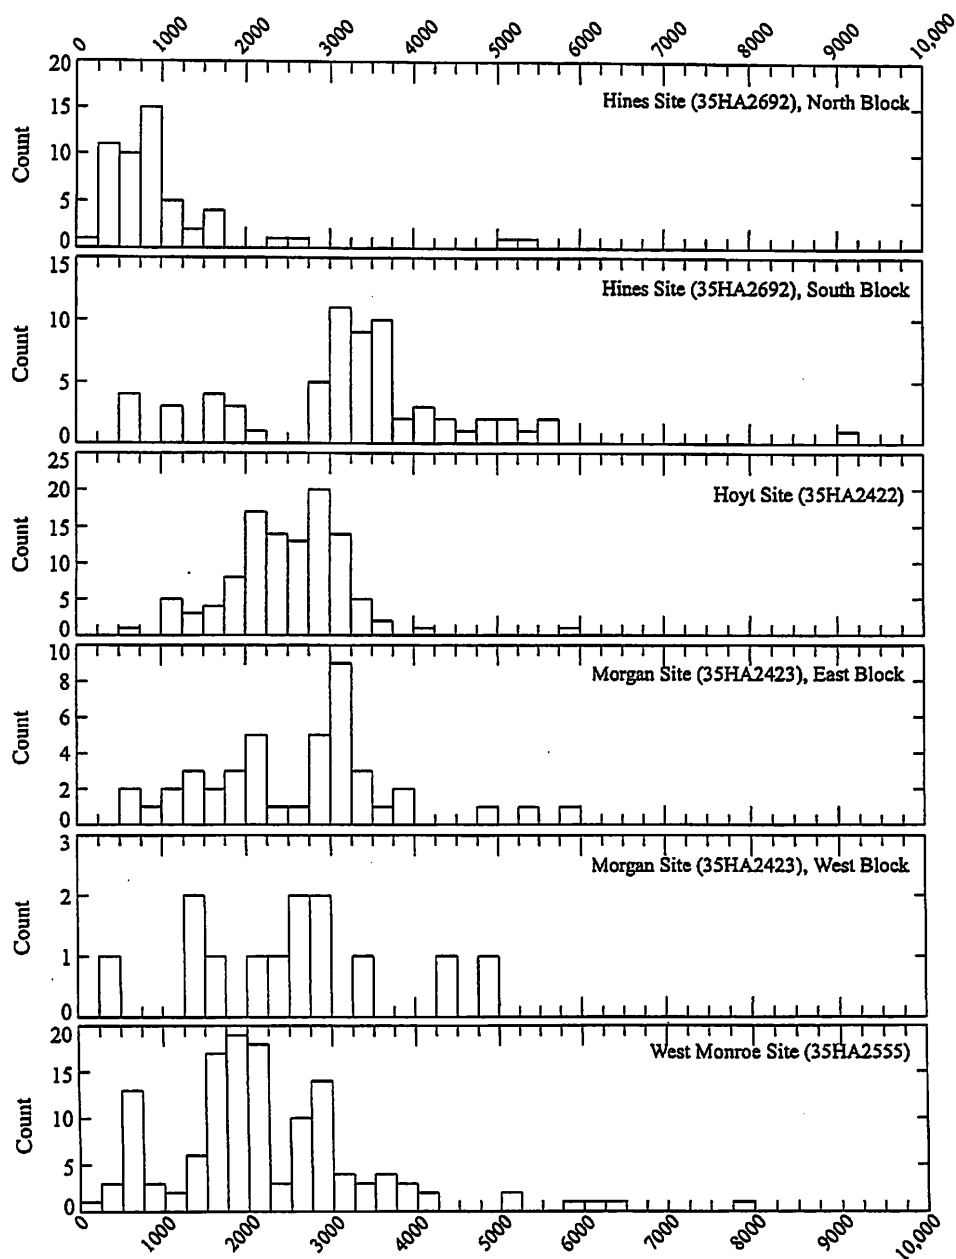 0 1000 2000 3000 4000 5000 6000 7000 8000 9000 10,000
20
Hines Site (35HA2692), North Block
15
10
5
0
Count
15
Hines Site (35HA2692), South Block
10
5
0
Count
25
20
Hoyt Site (35HA2422)
15
10
5
0
Count
10
Morgan Site (35HA2423), East Block
8
6
4
2
0
Count
3
Morgan Site (35HA2423), West Block
2
1
0
Count
20
West Monroe Site (35HA2555)
15
10
5
0
Count
0 1000 2000 3000 4000 5000 6000 7000 8000 9000 10,000